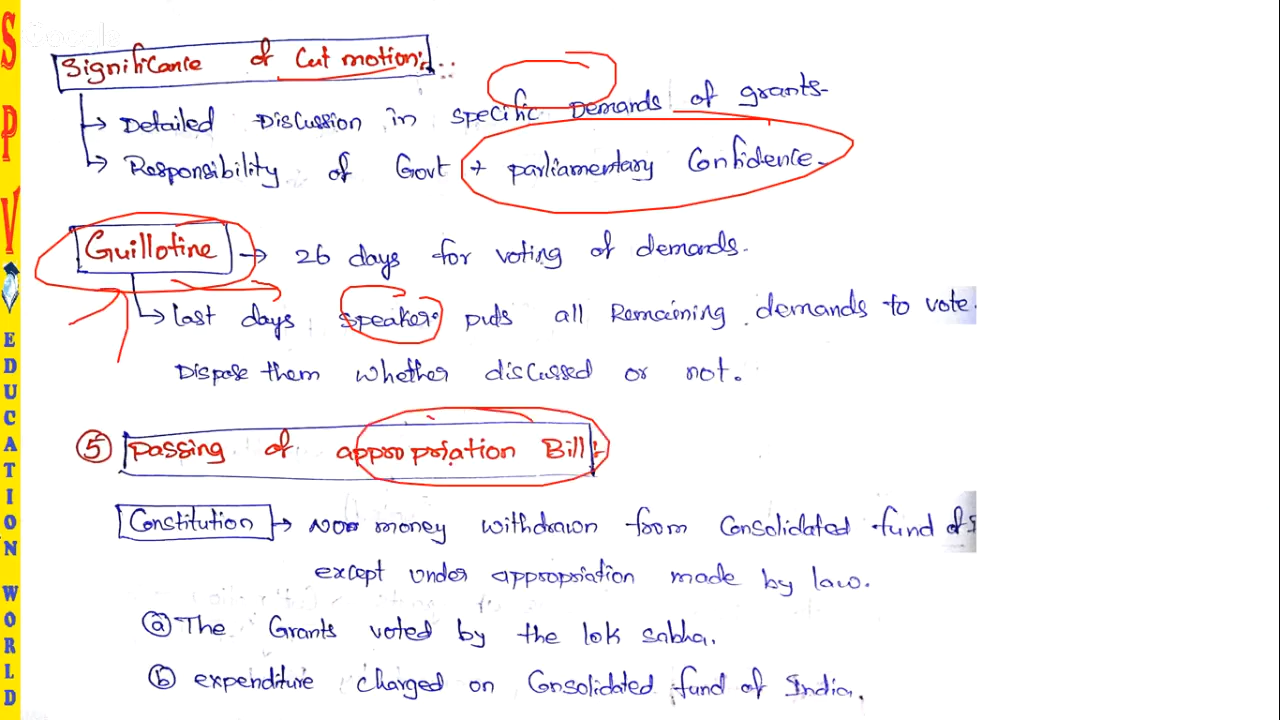 Significance of Cut motion:-
→ Detailed Discussion in specific Demands of grants-
→ Responsibility of Govt + parliamentary Confidence-
Guillotine → 26 days for voting of demands.
→ last days speaker puts all Remaining demands to vote.
Dispose them whether discussed or not.
⑤ passing of appropriation Bill:-
Constitution → money withdrawn from Consolidated fund of
except under appropriation made by law.
ⓐ The Grants voted by the lok sabha.
ⓑ expenditure charged on Consolidated fund of India.
SPV EDUCATION WORLD